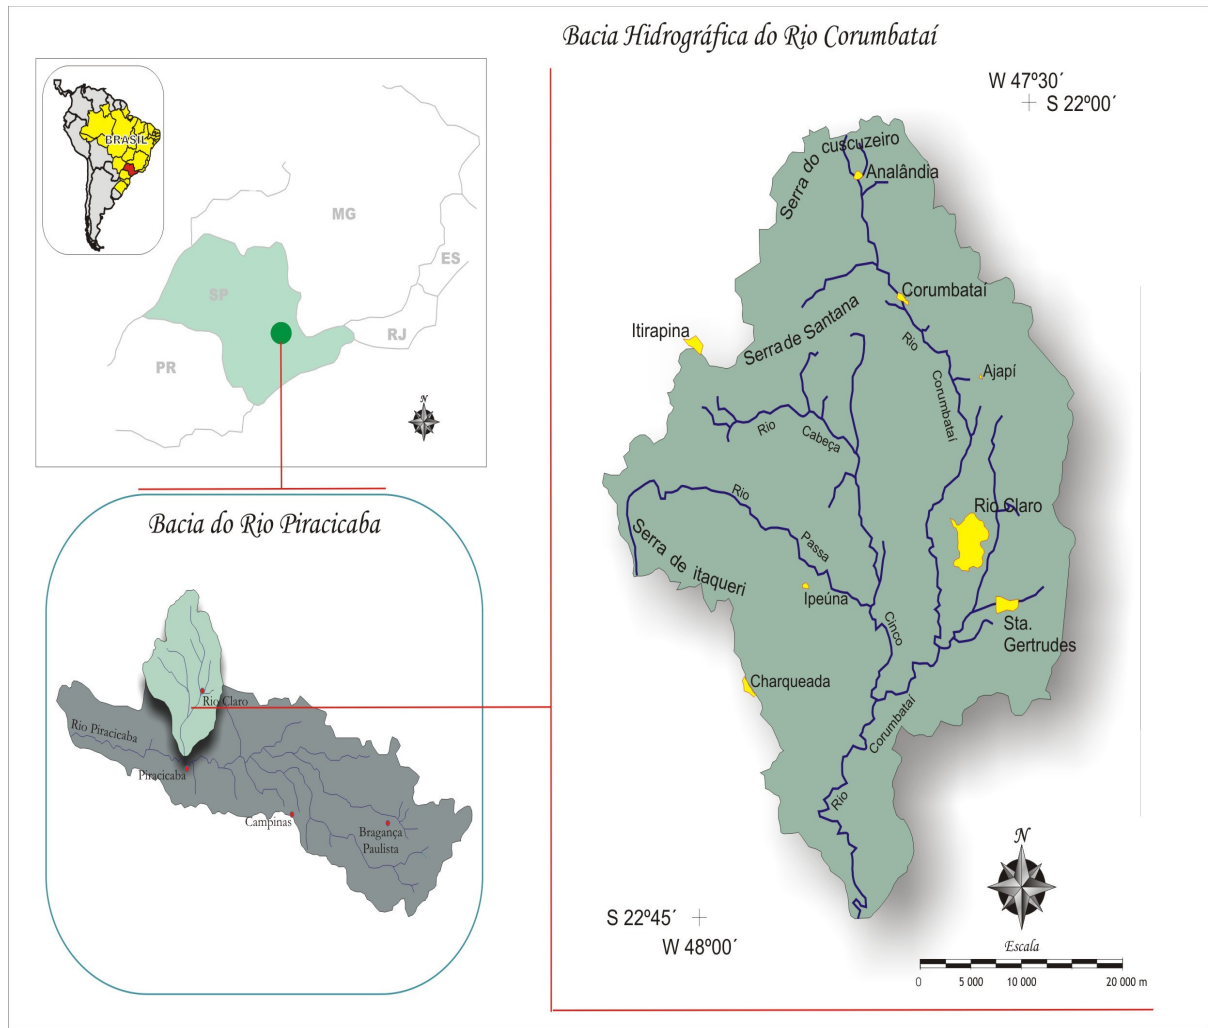 Bacia Hidrográfica do Rio Corumbataí
BRASIL
MG
ES
SP
RJ
PR
N
Bacia do Rio Piracicaba
Rio Claro
Rio Piracicaba
Piracicaba
Campinas
Bragança
Paulista
W 47º30´
S 22º00´
Serra do cuscuzeiro
Analândia
Corumbataí
Serra de Santana
Itirapina
Rio
Ajapí
Corumbataí
Rio
Cabeça
Rio
Rio Claro
Serra de itaqueri
Passa
Ipeúna
Cinco
Sta.
Gertrudes
Charqueada
Corumbataí
Rio
N
S 22º45´
W 48º00´
Escala
0 5 000 10 000 20 000 m